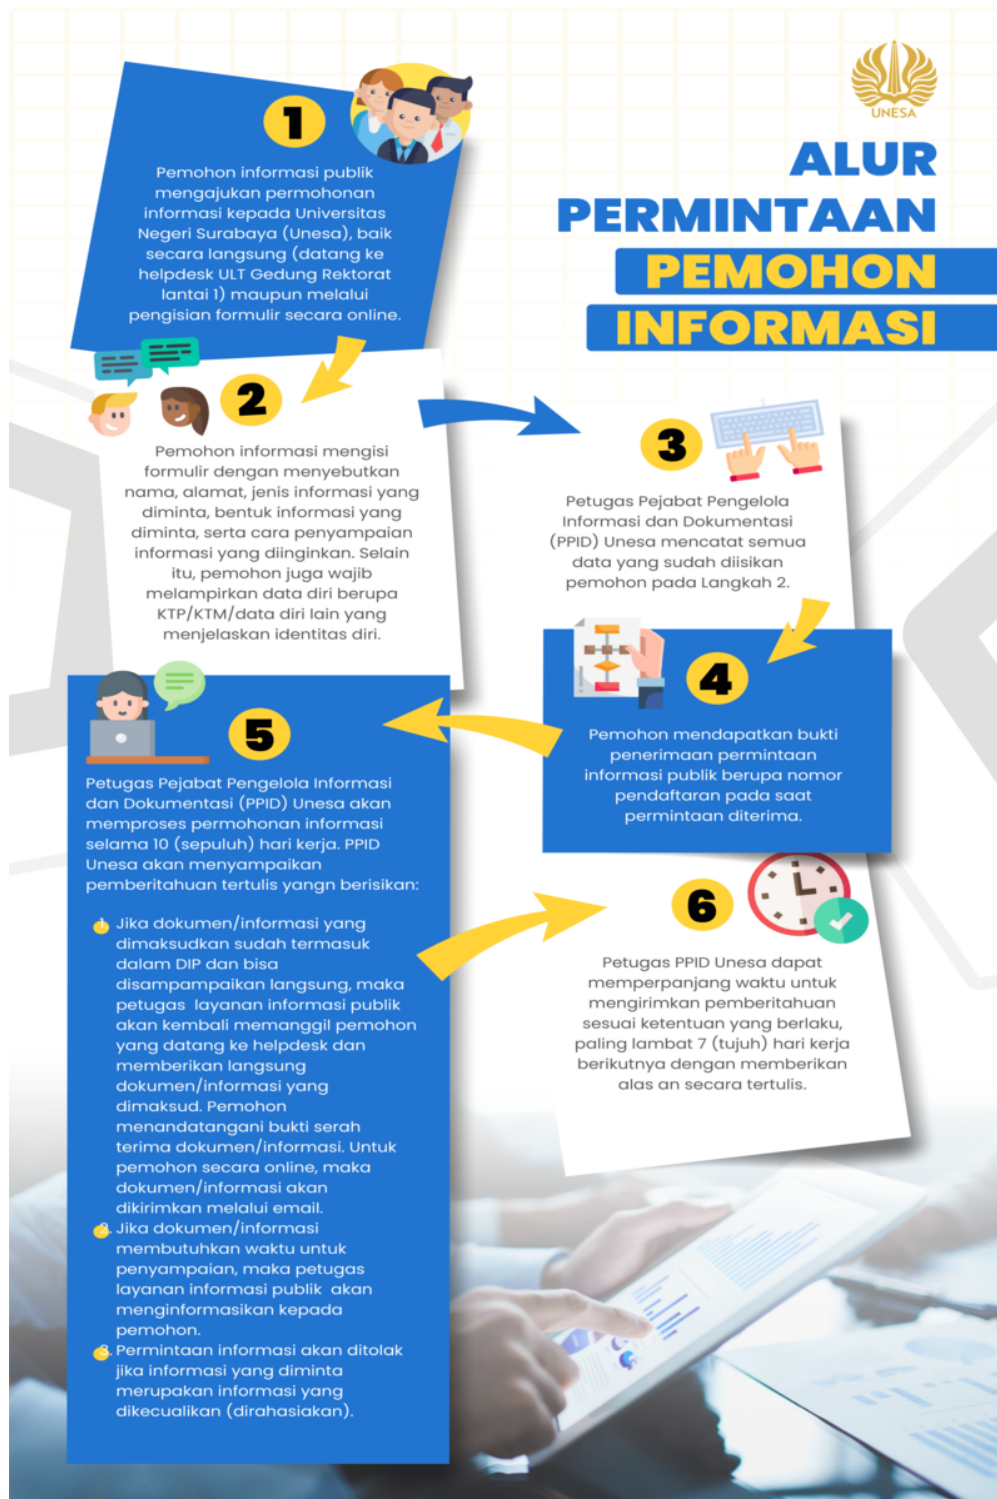 UNESA
ALUR
PERMINTAAN
PEMOHON
INFORMASI
1
Pemohon informasi publik
mengajukan permohonan
informasi kepada Universitas
Negeri Surabaya (Unesa), baik
secara langsung (datang ke
helpdesk ULT Gedung Rektorat
lantai 1) maupun melalui
pengisian formulir secara online.
2
Pemohon informasi mengisi
formulir dengan menyebutkan
nama, alamat, jenis informasi yang
diminta, bentuk informasi yang
diminta, serta cara penyampaian
informasi yang diinginkan. Selain
itu, pemohon juga wajib
melampirkan data diri berupa
KTP/KTM/data diri lain yang
menjelaskan identitas diri.
3
Petugas Pejabat Pengelola
Informasi dan Dokumentasi
(PPID) Unesa mencatat semua
data yang sudah diisikan
pemohon pada Langkah 2.
4
Pemohon mendapatkan bukti
penerimaan permintaan
informasi publik berupa nomor
pendaftaran pada saat
permintaan diterima.
5
Petugas Pejabat Pengelola Informasi
dan Dokumentasi (PPID) Unesa akan
memproses permohonan informasi
selama 10 (sepuluh) hari kerja. PPID
Unesa akan menyampaikan
pemberitahuan tertulis yangn berisikan:
1. Jika dokumen/informasi yang
dimaksudkan sudah termasuk
dalam DIP dan bisa
disampampaikan langsung, maka
petugas layanan informasi publik
akan kembali memanggil pemohon
yang datang ke helpdesk dan
memberikan langsung
dokumen/informasi yang
dimaksud. Pemohon
menandatangani bukti serah
terima dokumen/informasi. Untuk
pemohon secara online, maka
dokumen/informasi akan
dikirimkan melalui email.
2. Jika dokumen/informasi
membutuhkan waktu untuk
penyampaian, maka petugas
layanan informasi publik akan
menginformasikan kepada
pemohon.
3. Permintaan informasi akan ditolak
jika informasi yang diminta
merupakan informasi yang
dikecualikan (dirahasiakan).
6
Petugas PPID Unesa dapat
memperpanjang waktu untuk
mengirimkan pemberitahuan
sesuai ketentuan yang berlaku,
paling lambat 7 (tujuh) hari kerja
berikutnya dengan memberikan
alas an secara tertulis.